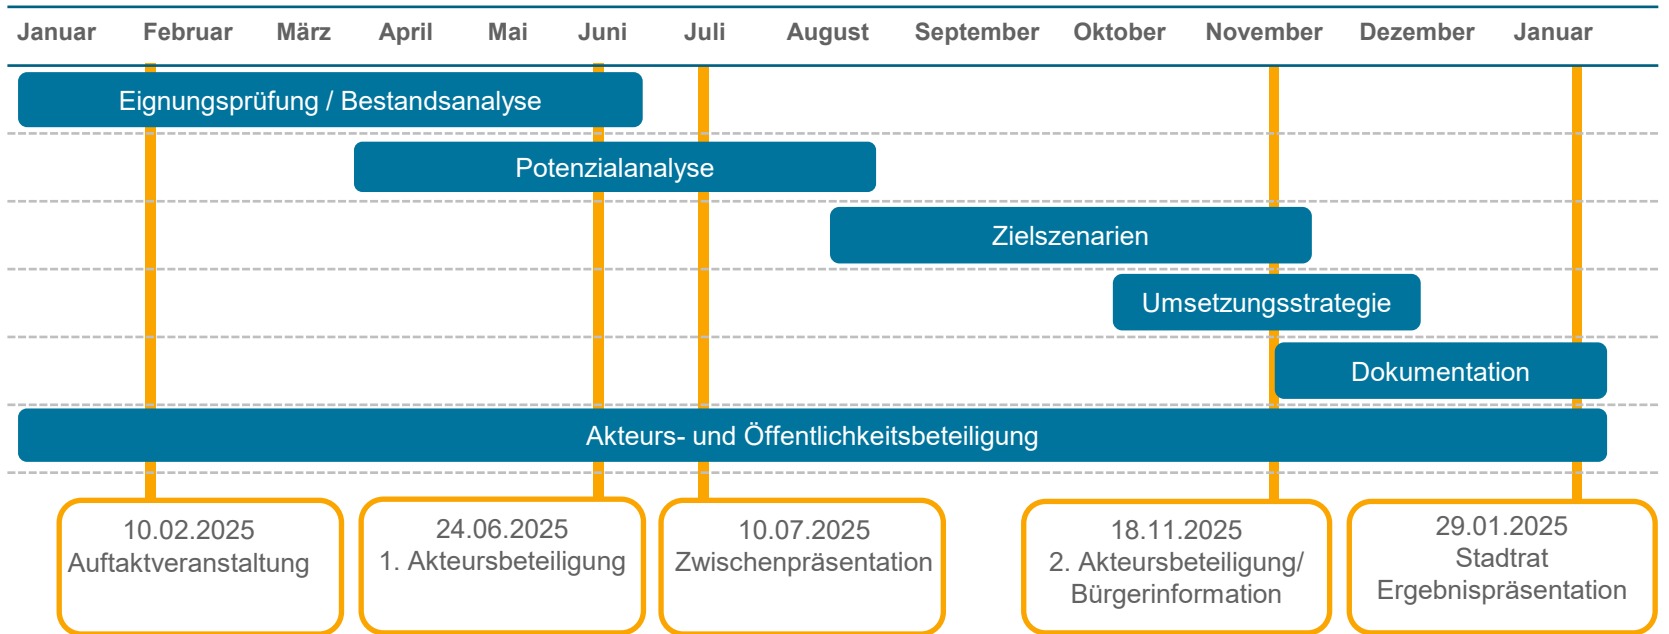 Januar Februar März April Mai Juni Juli August September Oktober November Dezember Januar
Eignungsprüfung / Bestandsanalyse
Potenzialanalyse
Zielszenarien
Umsetzungsstrategie
Dokumentation
Akteurs- und Öffentlichkeitsbeteiligung
10.02.2025
Auftaktveranstaltung
24.06.2025
1. Akteursbeteiligung
10.07.2025
Zwischenpräsentation
18.11.2025
2. Akteursbeteiligung/
Bürgerinformation
29.01.2025
Stadtrat
Ergebnispräsentation